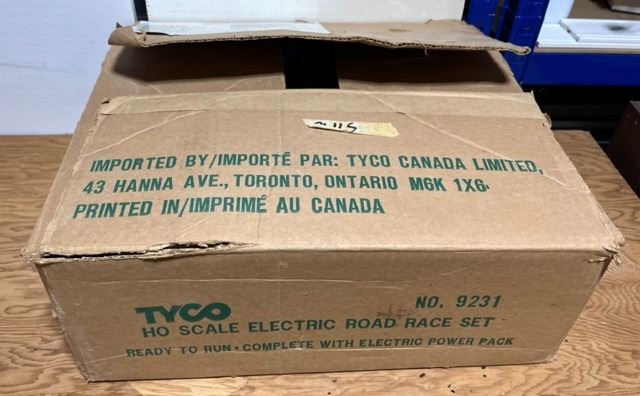 IMPORTED BY/IMPORTÉ PAR: TYCO CANADA LIMITED,
43 HANNA AVE., TORONTO, ONTARIO M6K 1X6.
PRINTED IN/IMPRIMÉ AU CANADA
TYCO NO. 9231
HO SCALE ELECTRIC ROAD RACE SET
READY TO RUN • COMPLETE WITH ELECTRIC POWER PACK